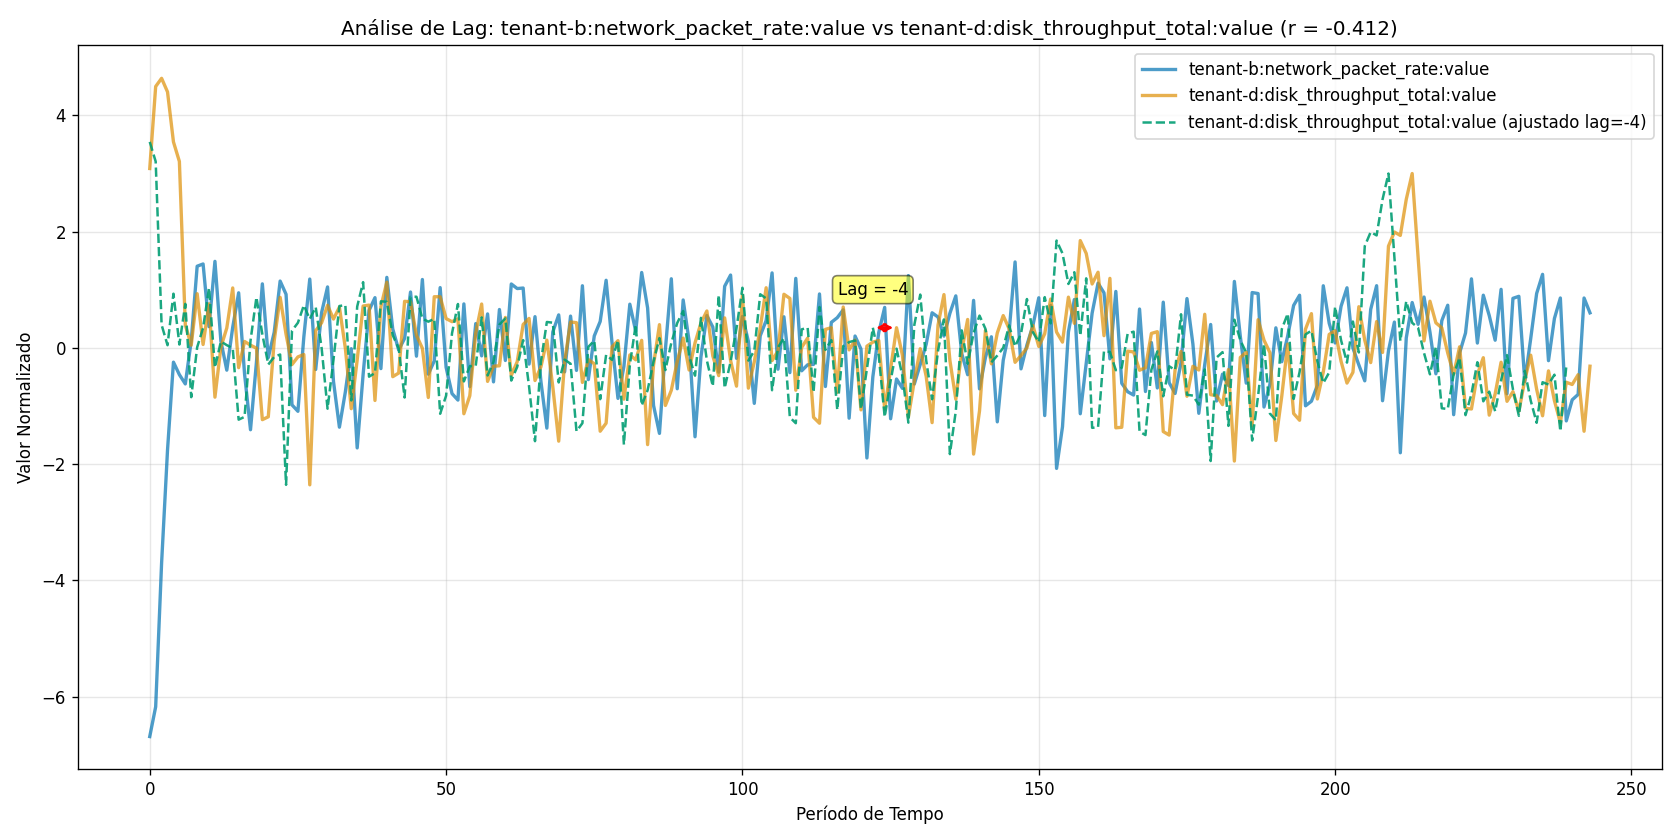 Análise de Lag: tenant-b:network_packet_rate:value vs tenant-d:disk_throughput_total:value (r = -0.412)
tenant-b:network_packet_rate:value
tenant-d:disk_throughput_total:value
tenant-d:disk_throughput_total:value (ajustado lag=-4)
Lag = -4
Valor Normalizado
4
2
0
−2
−4
−6
0
50
100
150
200
250
Período de Tempo